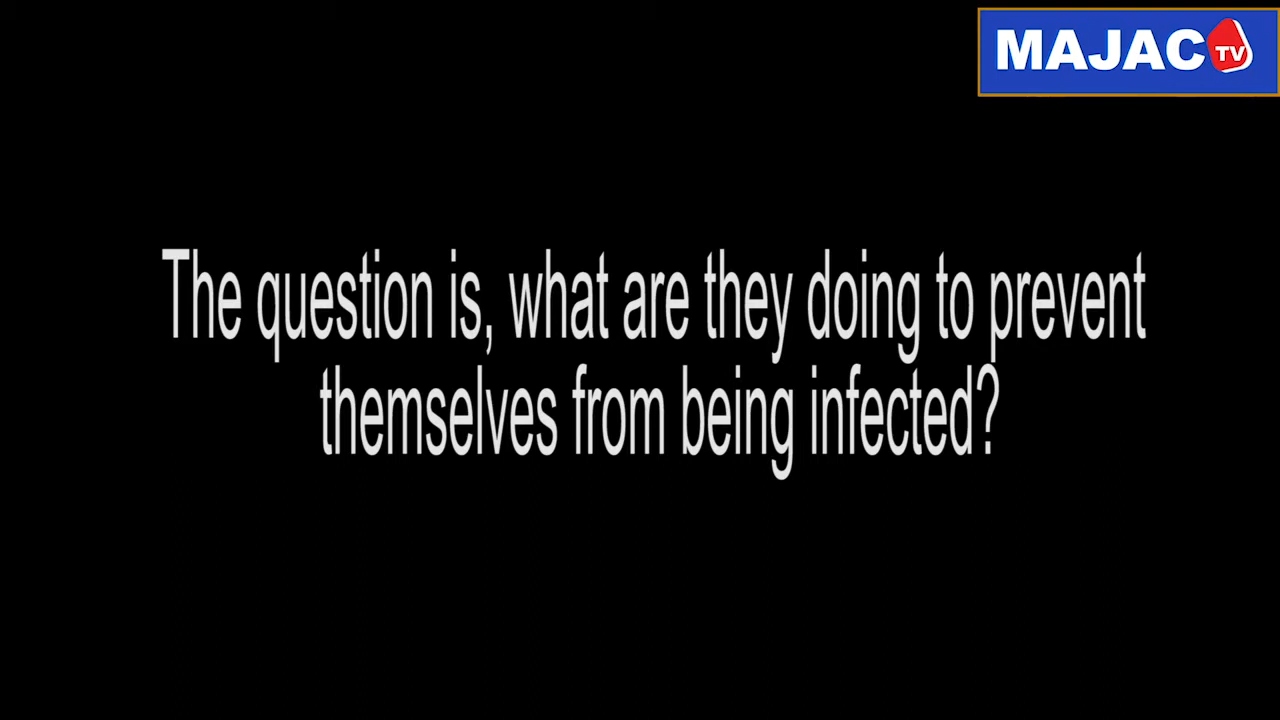 MAJAC TV
The question is, what are they doing to prevent
themselves from being infected?